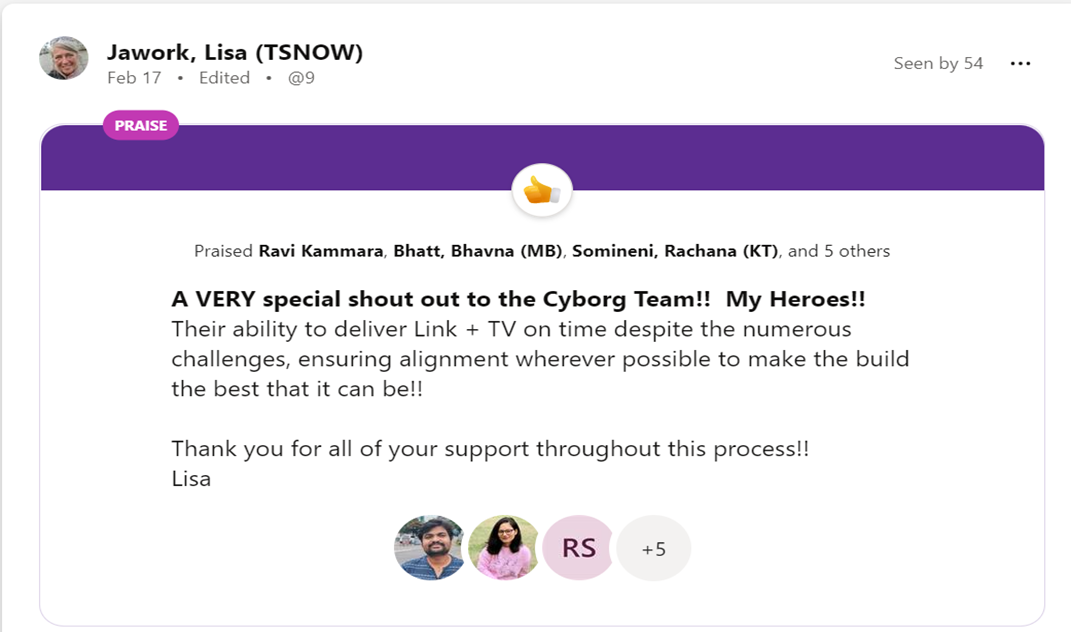 Jawork, Lisa (TSNOW)
Feb 17 • Edited • @9
Seen by 54
PRAISE
Praised Ravi Kammara, Bhatt, Bhavna (MB), Somineni, Rachana (KT), and 5 others
A VERY special shout out to the Cyborg Team!!  My Heroes!!
Their ability to deliver Link + TV on time despite the numerous
challenges, ensuring alignment wherever possible to make the build
the best that it can be!!
Thank you for all of your support throughout this process!!
Lisa
RS
+5